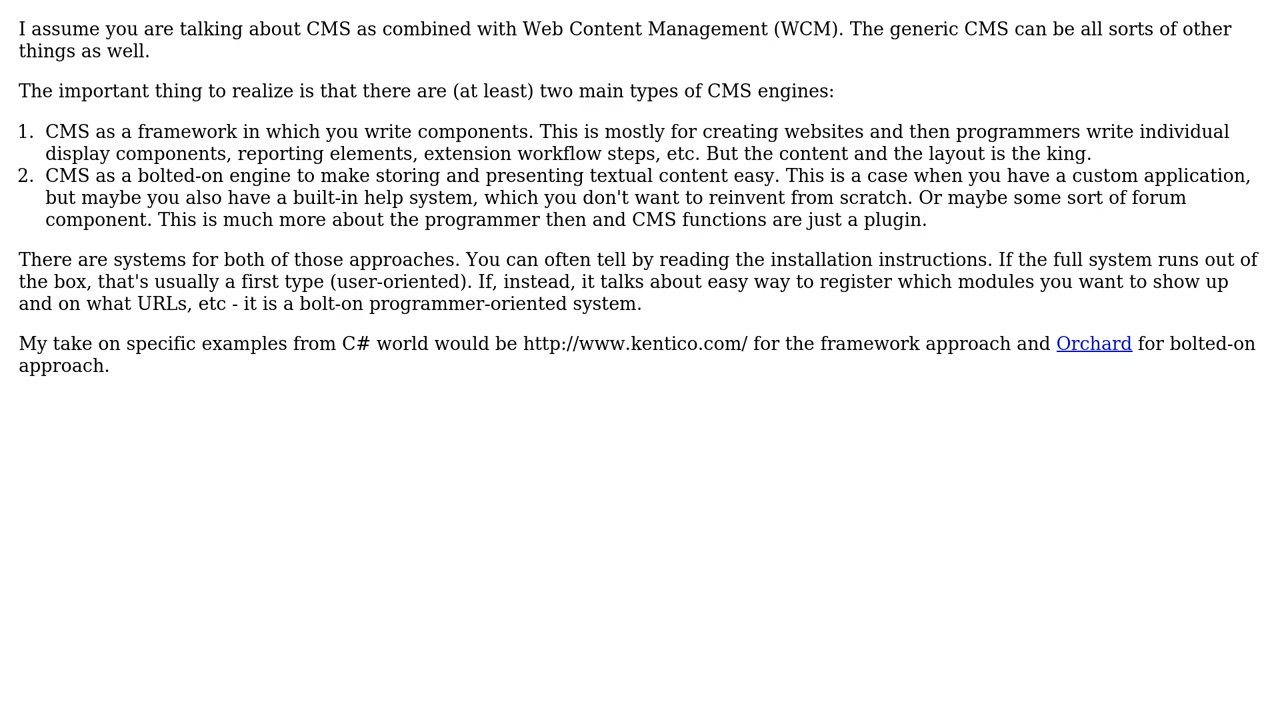 I assume you are talking about CMS as combined with Web Content Management (WCM). The generic CMS can be all sorts of other
things as well.
The important thing to realize is that there are (at least) two main types of CMS engines:
1. CMS as a framework in which you write components. This is mostly for creating websites and then programmers write individual
display components, reporting elements, extension workflow steps, etc. But the content and the layout is the king.
2. CMS as a bolted-on engine to make storing and presenting textual content easy. This is a case when you have a custom application,
but maybe you also have a built-in help system, which you don't want to reinvent from scratch. Or maybe some sort of forum
component. This is much more about the programmer then and CMS functions are just a plugin.
There are systems for both of those approaches. You can often tell by reading the installation instructions. If the full system runs out of
the box, that's usually a first type (user-oriented). If, instead, it talks about easy way to register which modules you want to show up
and on what URLs, etc - it is a bolt-on programmer-oriented system.
My take on specific examples from C# world would be http://www.kentico.com/ for the framework approach and Orchard for bolted-on
approach.